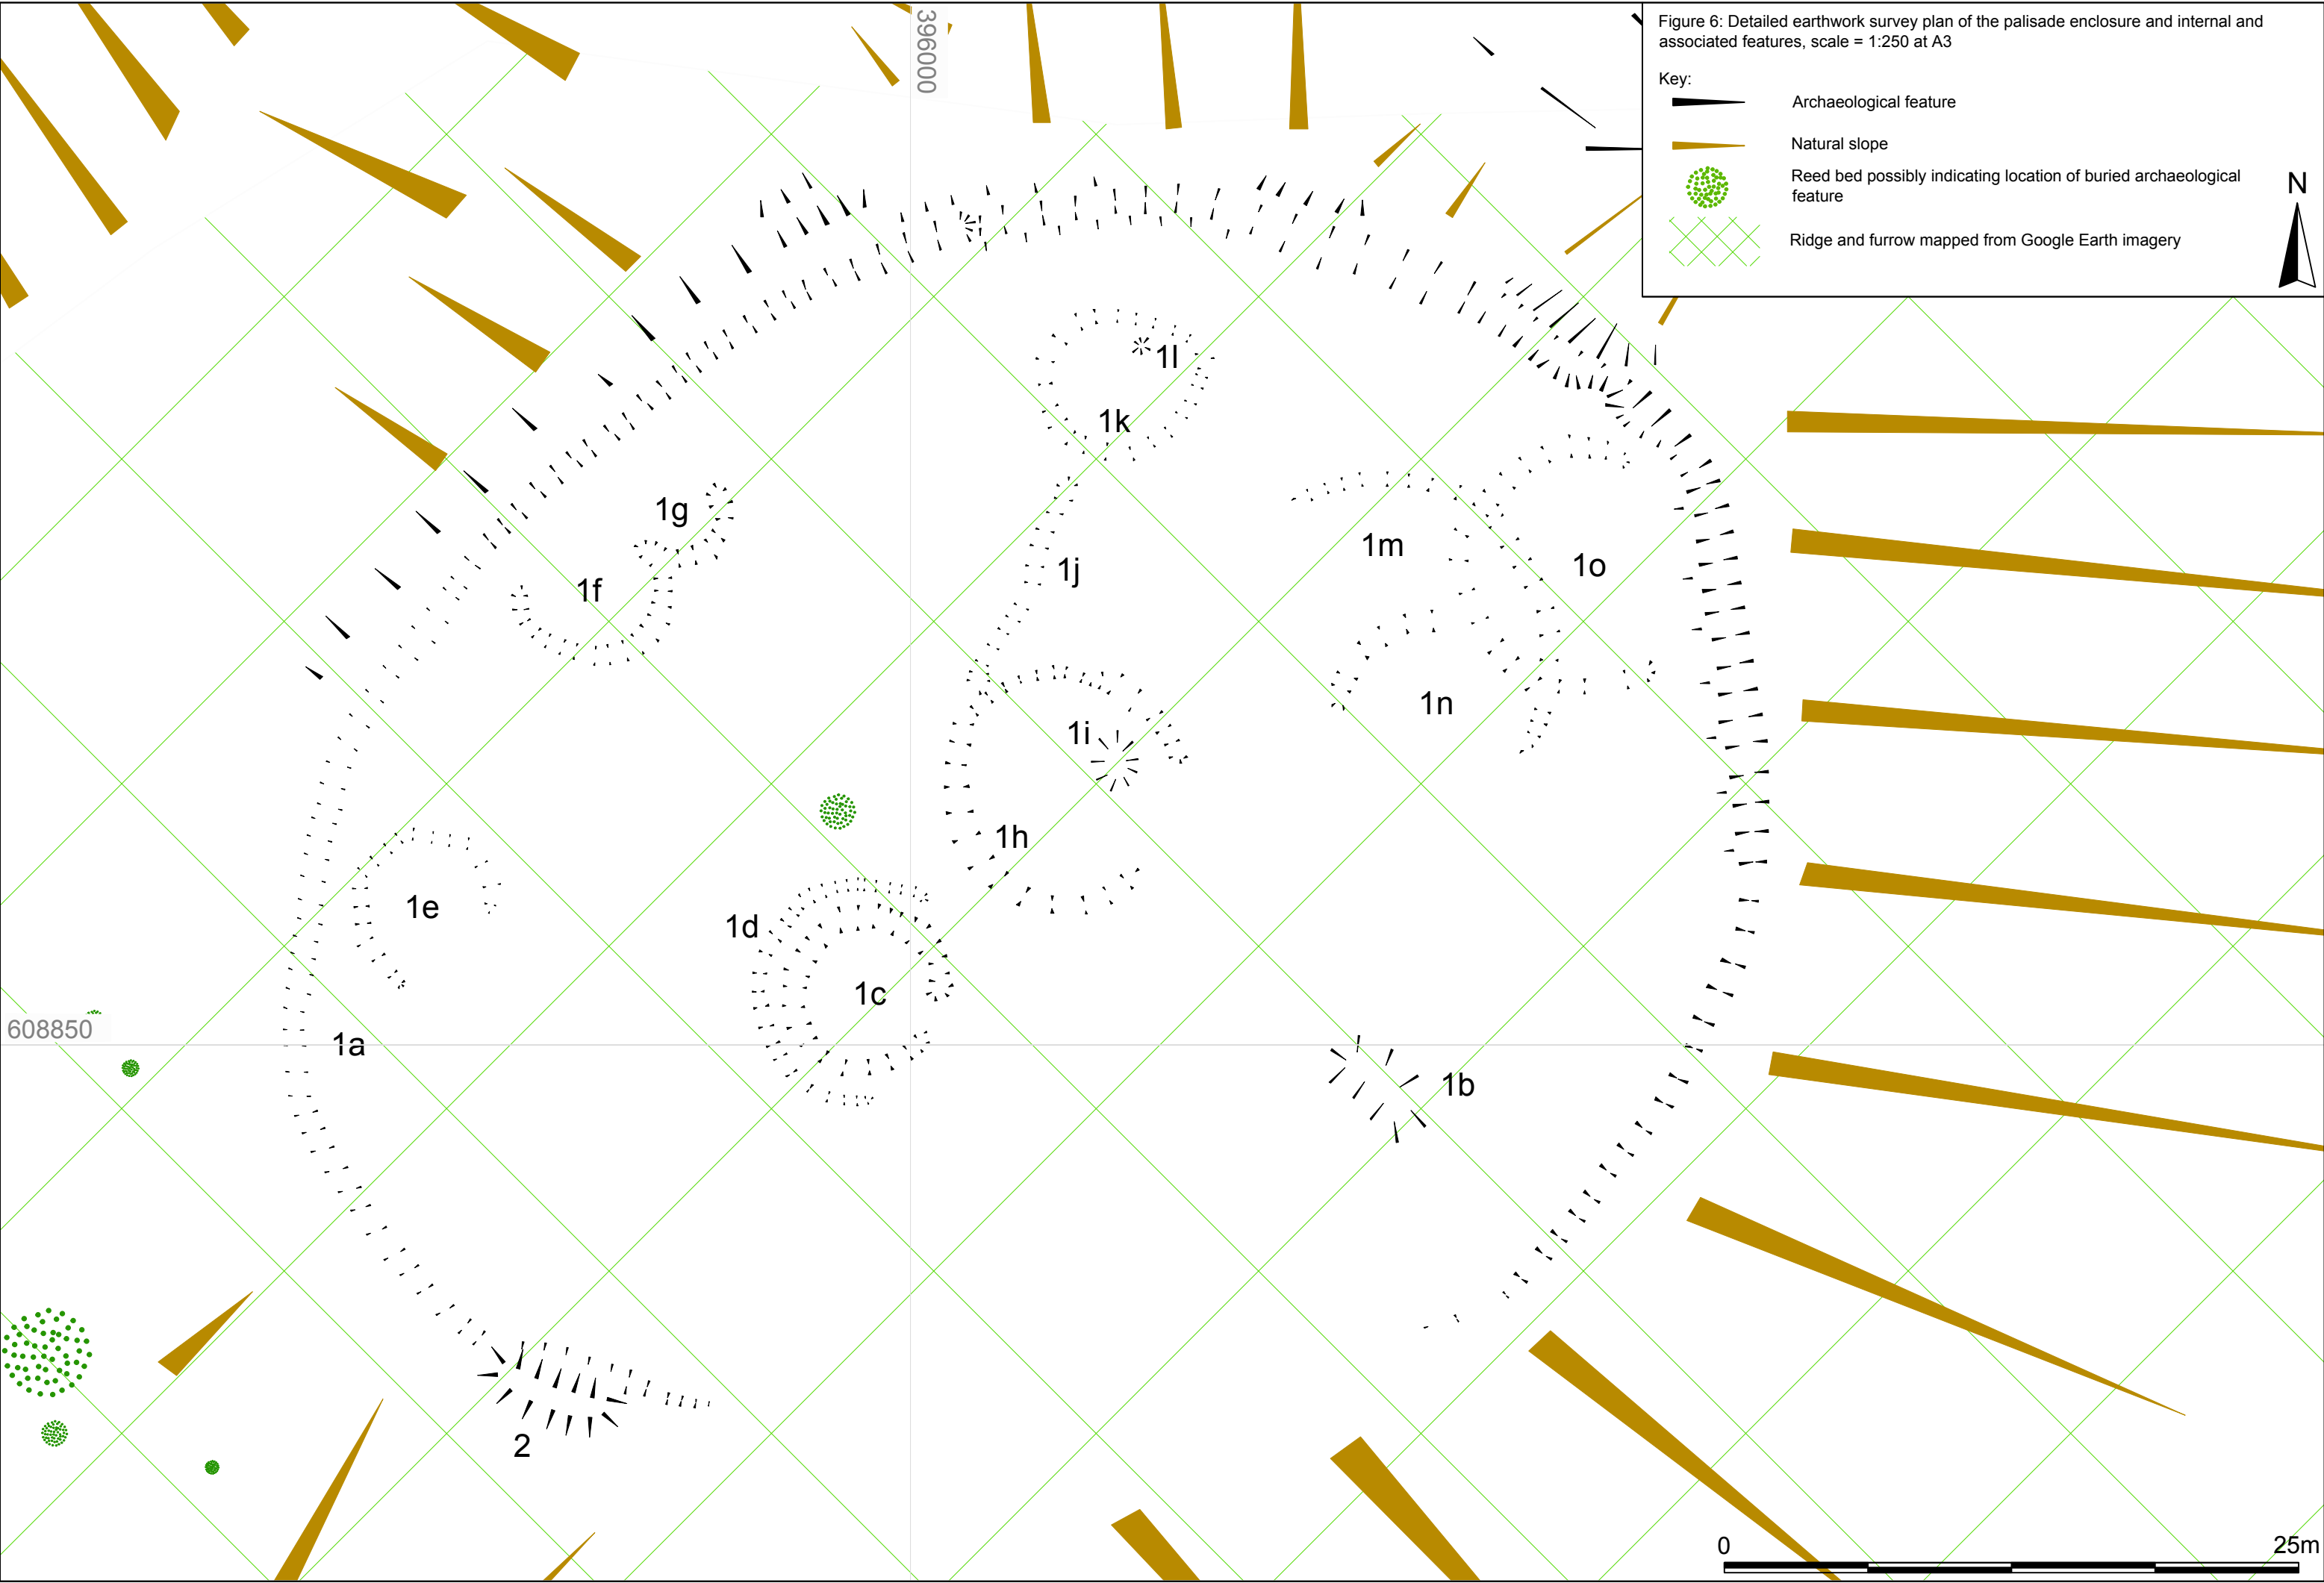 396000
Figure 6: Detailed earthwork survey plan of the palisade enclosure and internal and
associated features, scale = 1:250 at A3
Key:
Archaeological feature
Natural slope
Reed bed possibly indicating location of buried archaeological
feature
Ridge and furrow mapped from Google Earth imagery
N
1l
1k
1g
1m
1j
1o
1f
1n
1i
1h
1e
1d
1c
608850
1a
1b
2
0
25m